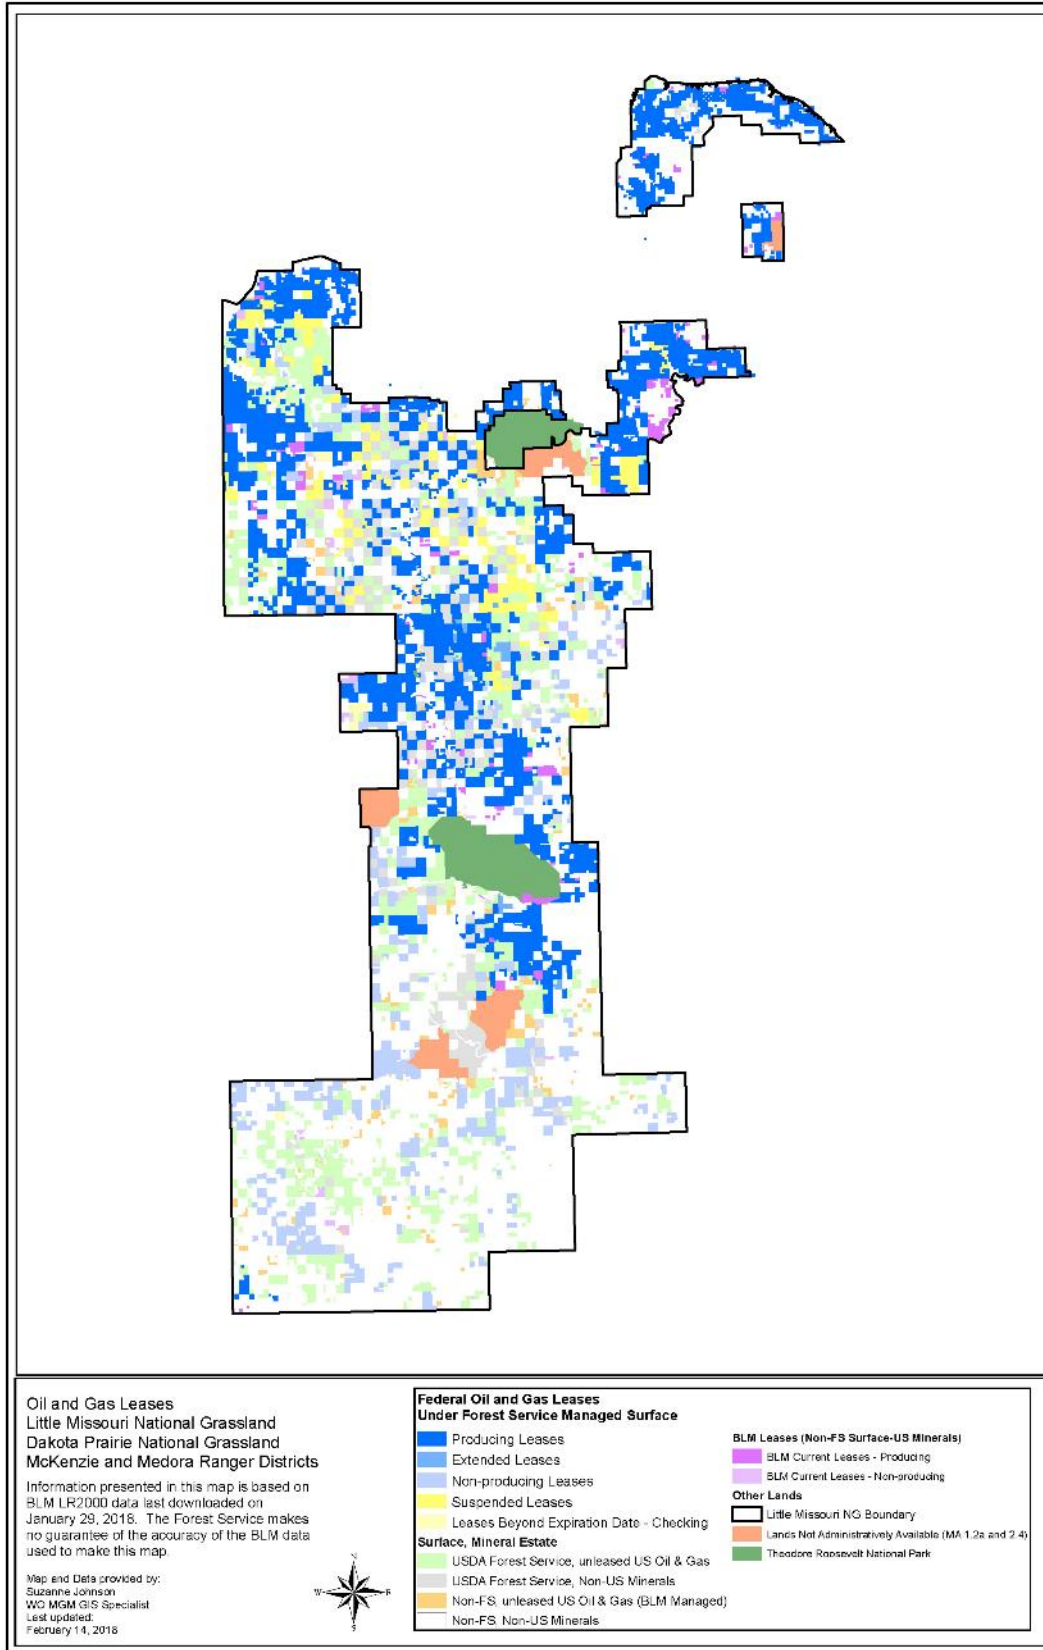 Oil and Gas Leases
Little Missouri National Grassland
Dakota Prairie National Grassland
McKenzie and Medora Ranger Districts
Information presented in this map is based on
BLM LR2000 data last downloaded on
January 29, 2018. The Forest Service makes
no guarantee of the accuracy of the BLM data
used to make this map.
Map and Data provided by:
Suzanne Johnson
WO MGM GIS Specialist
Last updated:
February 14, 2018
N
W
E
S
Federal Oil and Gas Leases
Under Forest Service Managed Surface
Producing Leases
Extended Leases
Non-producing Leases
Suspended Leases
Leases Beyond Expiration Date - Checking
Surface, Mineral Estate
USDA Forest Service, unleased US Oil & Gas
USDA Forest Service, Non-US Minerals
Non-FS, unleased US Oil & Gas (BLM Managed)
Non-FS, Non-US Minerals
BLM Leases (Non-FS Surface-US Minerals)
BLM Current Leases - Producing
BLM Current Leases - Non-producing
Other Lands
Little Missouri NG Boundary
Lands Not Administratively Available (MA 1.2a and 2.4)
Theodore Roosevelt National Park